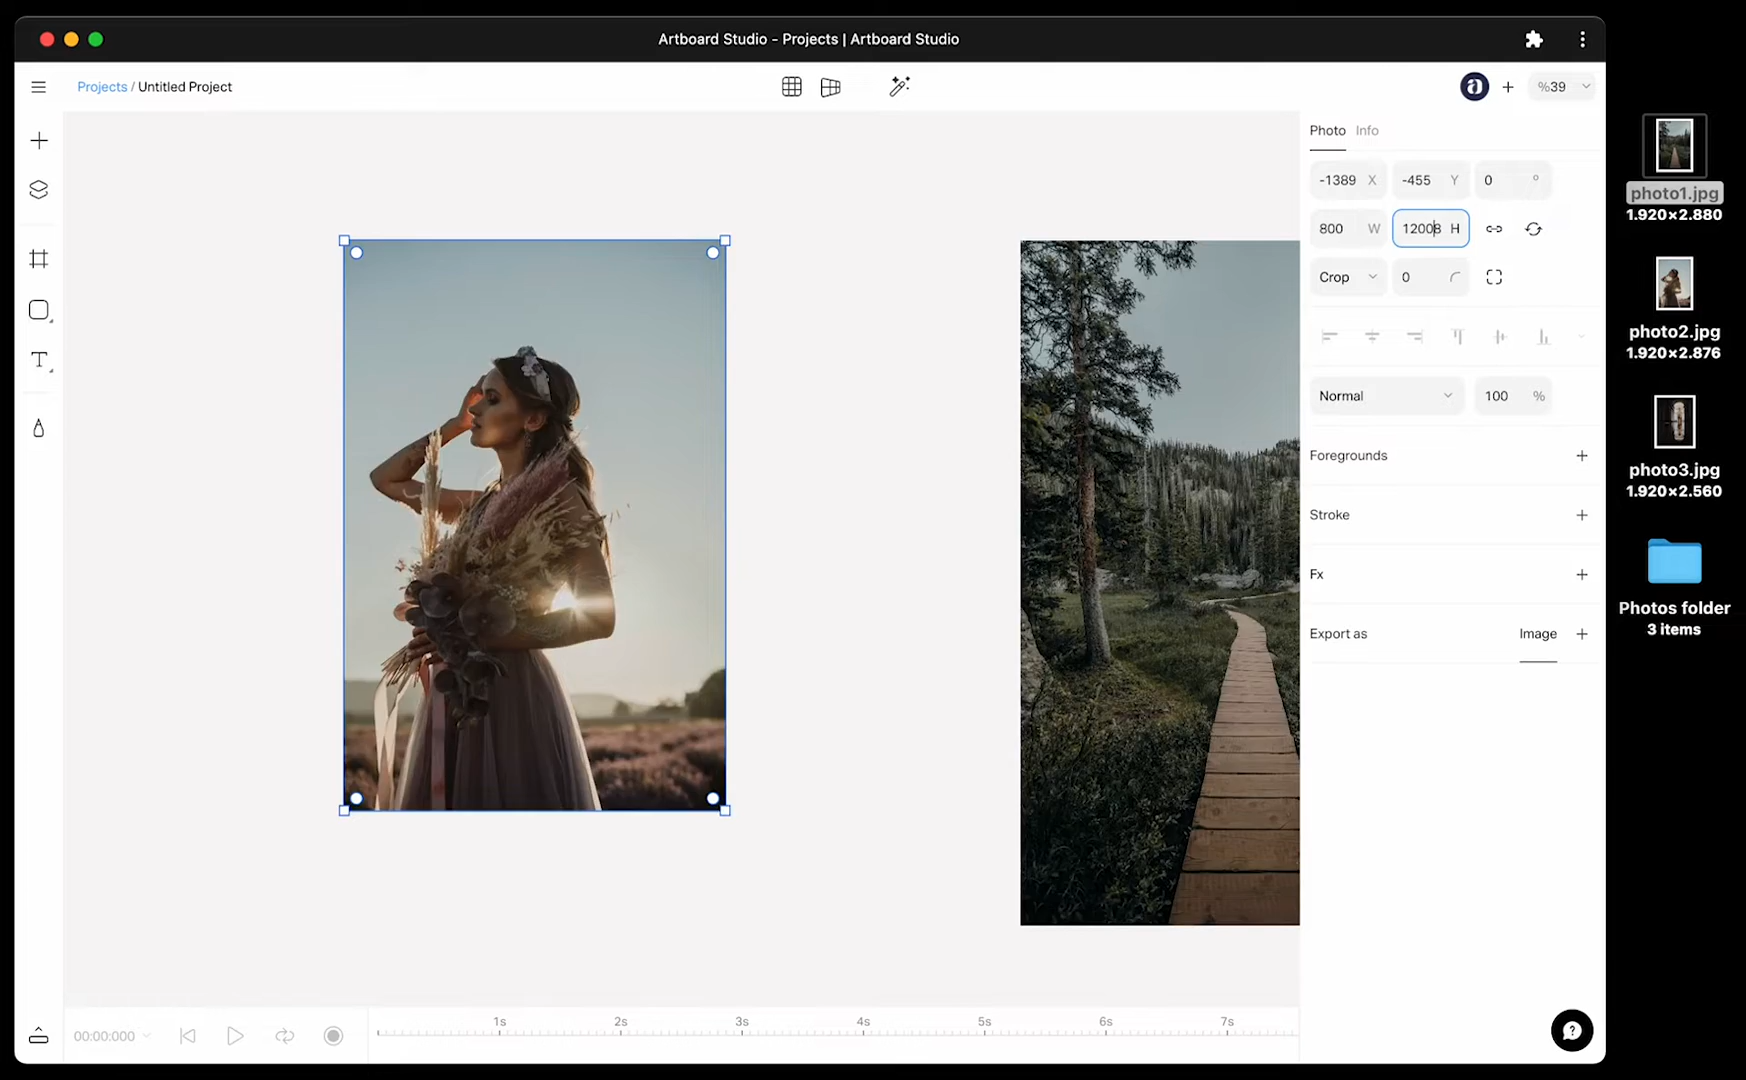 Artboard Studio - Projects | Artboard Studio
Projects / Untitled Project
a
%39
Photo Info
-1389 X -455 Y 0 °
800 W 12008 H
Crop 0
Normal 100 %
Foregrounds
Stroke
Fx
Export as Image
T
00:00:000
1s 2s 3s 4s 5s 6s 7s
?
photo1.jpg
1.920×2.880
photo2.jpg
1.920×2.876
photo3.jpg
1.920×2.560
Photos folder
3 items